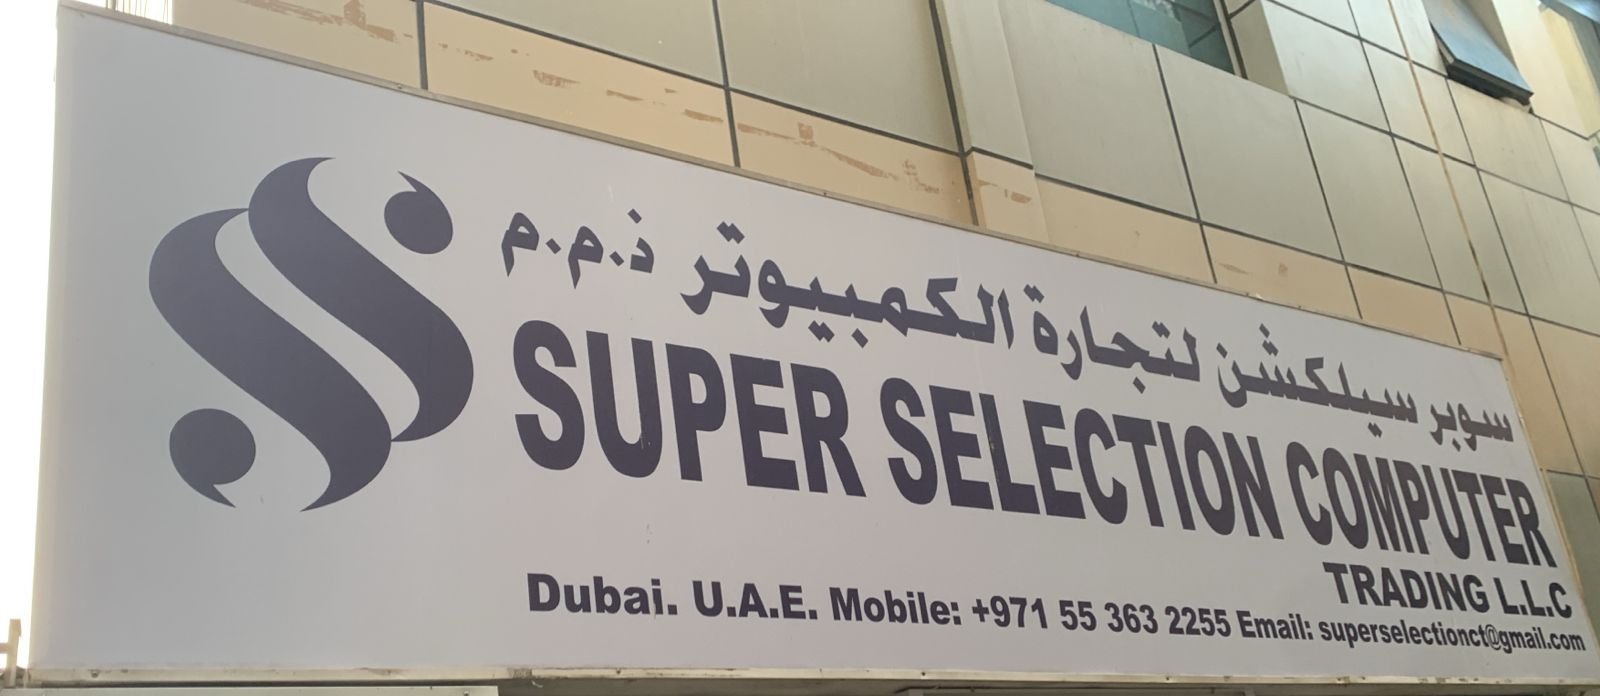 سوبر سيلكشن لتجارة الكمبيوتر ذ.م.م
SUPER SELECTION COMPUTER
TRADING L.L.C
Dubai. U.A.E. Mobile: +971 55 363 2255 Email: superselectionct@gmail.com